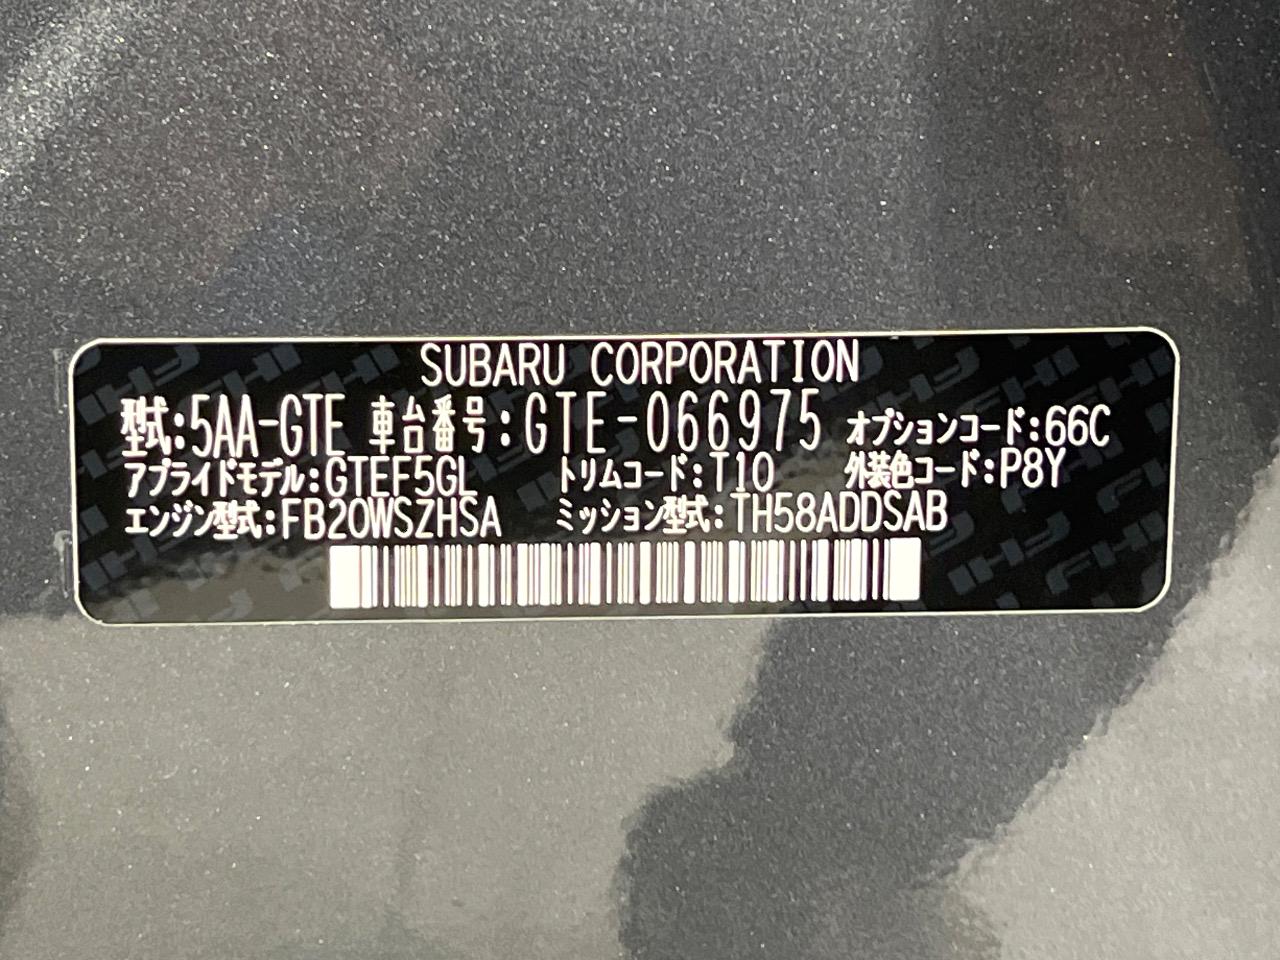 SUBARU CORPORATION
型式:5AA-GTE 車台番号:GTE-066975 オプションコード:66C
アプライドモデル:GTEF5GL トリムコード:T10 外装色コード:P8Y
エンジン型式:FB20WSZHSA ミッション型式:TH58ADDSAB